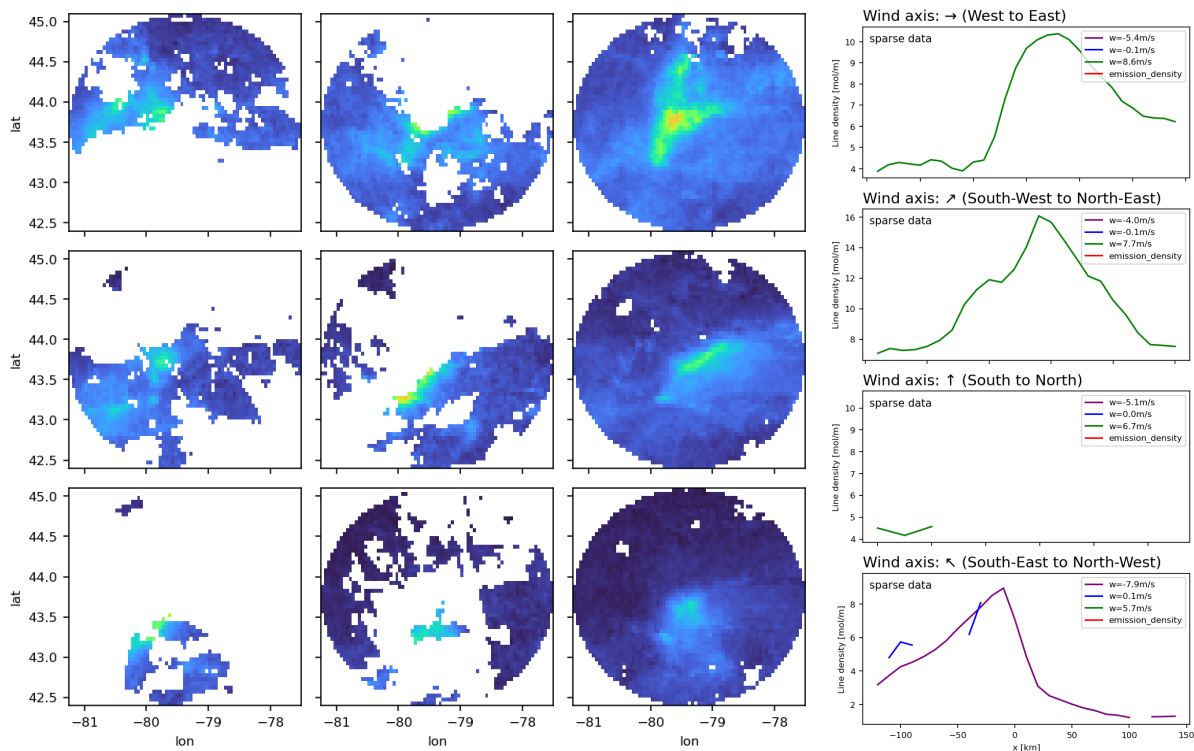 45.0
44.5
44.0
43.5
43.0
42.5
lat
45.0
44.5
44.0
43.5
43.0
42.5
lat
45.0
44.5
44.0
43.5
43.0
42.5
lat
−81 −80 −79 −78
lon
−81 −80 −79 −78
lon
−81 −80 −79 −78
lon
Wind axis: → (West to East)
sparse data
w=-5.4m/s
w=-0.1m/s
w=8.6m/s
emission_density
10
9
8
7
6
5
4
Line density [mol/m]
Wind axis: ↗ (South-West to North-East)
sparse data
w=-4.0m/s
w=-0.1m/s
w=7.7m/s
emission_density
16
14
12
10
8
Line density [mol/m]
Wind axis: ↑ (South to North)
sparse data
w=-5.1m/s
w=0.0m/s
w=6.7m/s
emission_density
10
9
8
7
6
5
4
Line density [mol/m]
Wind axis: ↖ (South-East to North-West)
sparse data
w=-7.9m/s
w=0.1m/s
w=5.7m/s
emission_density
8
6
4
2
Line density [mol/m]
−100 −50 0 50 100 150
x [km]